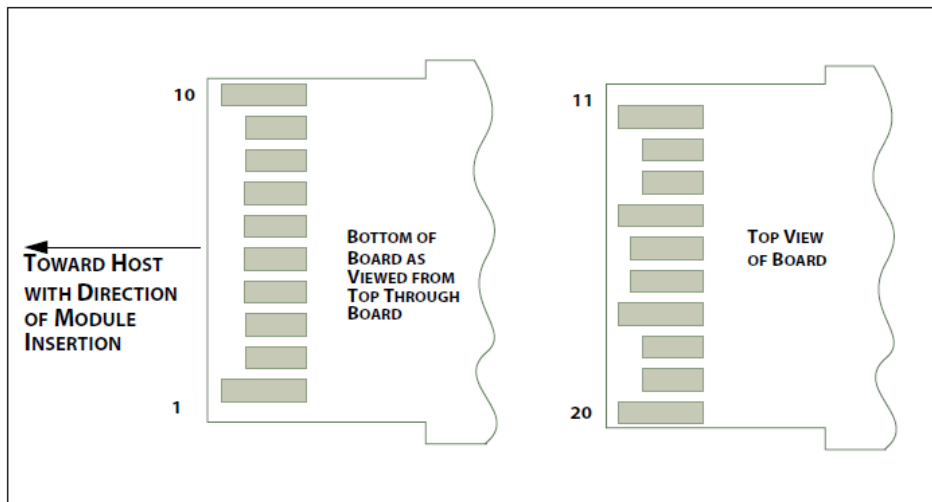 10
BOTTOM OF
BOARD AS
VIEWED FROM
TOP THROUGH
BOARD
1
TOWARD HOST
WITH DIRECTION
OF MODULE
INSERTION
11
TOP VIEW
OF BOARD
20